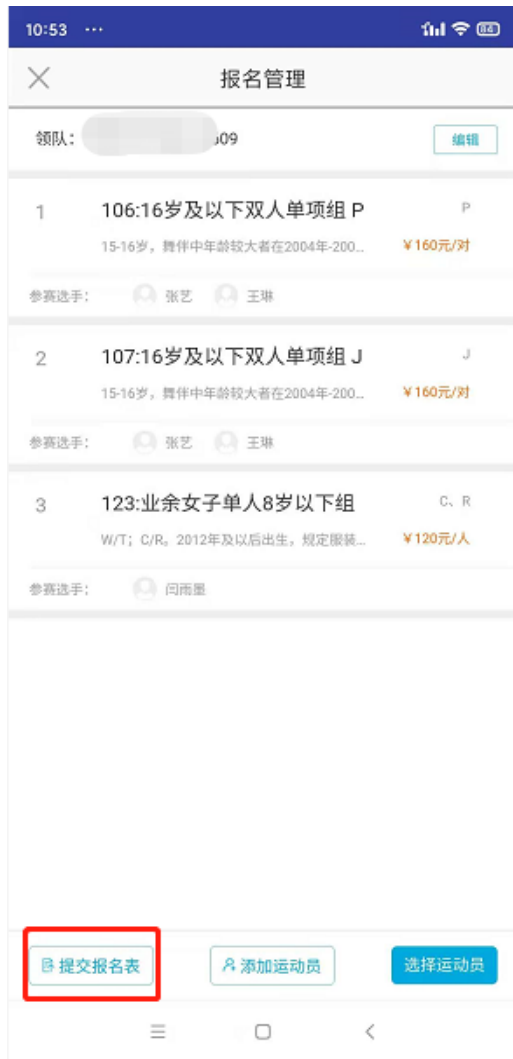 10:53 ···
84
报名管理
领队: 609
编辑
1 106:16岁及以下双人单项组 P P
15-16岁，舞伴中年龄较大者在2004年-200... ￥160元/对
参赛选手: 张艺 王琳
2 107:16岁及以下双人单项组 J J
15-16岁，舞伴中年龄较大者在2004年-200... ￥160元/对
参赛选手: 张艺 王琳
3 123:业余女子单人8岁以下组 C、R
W/T; C/R。2012年及以后出生，规定服装... ￥120元/人
参赛选手: 闫雨墨
提交报名表 添加运动员 选择运动员